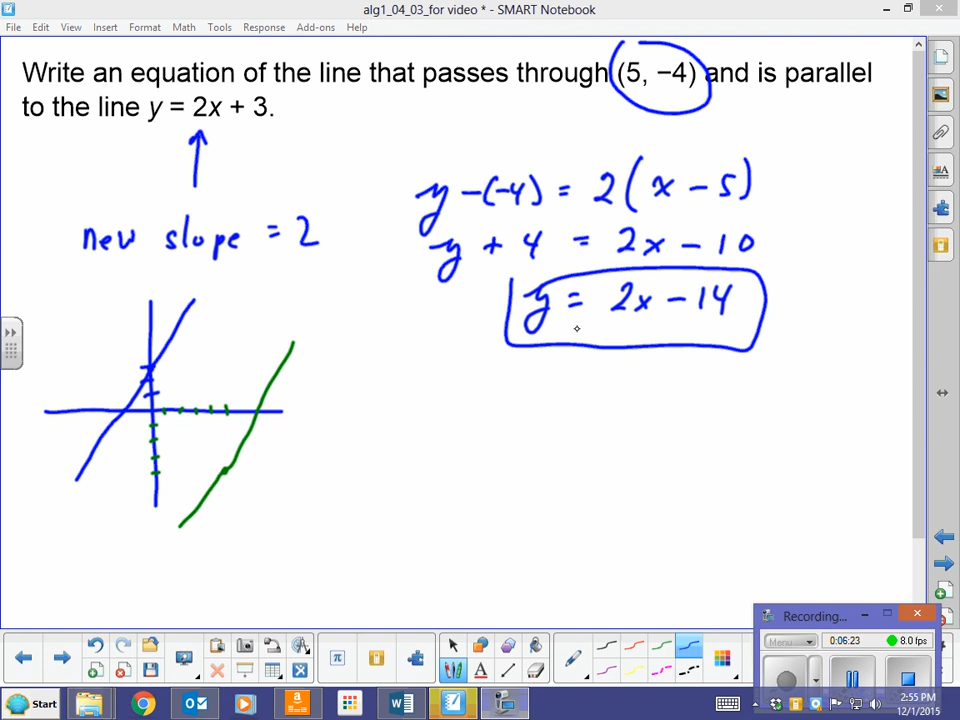 alg1_04_03_for video * - SMART Notebook
File Edit View Insert Format Math Tools Response Add-ons Help
Write an equation of the line that passes through (5, −4) and is parallel
to the line y = 2x + 3.
new slope = 2
y -(-4) = 2(x - 5)
y + 4 = 2x - 10
y = 2x - 14
Recording...
Menu
0:06:23
8.0 fps
Start
2:55 PM
12/1/2015